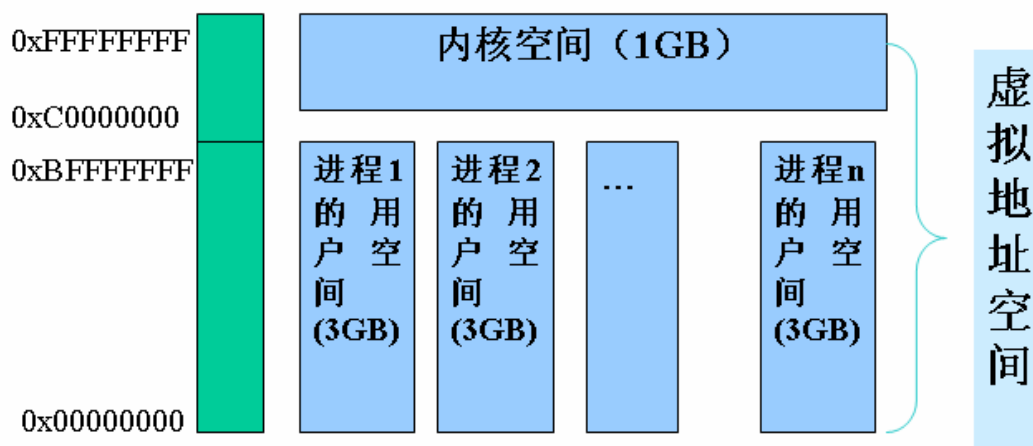 0xFFFFFFFF
0xC0000000
0xBFFFFFFF
0x00000000
内核空间（1GB）
进程1
的用
户空
间
(3GB)
进程2
的用
户空
间
(3GB)
...
进程n
的用
户空
间
(3GB)
虚
拟
地
址
空
间